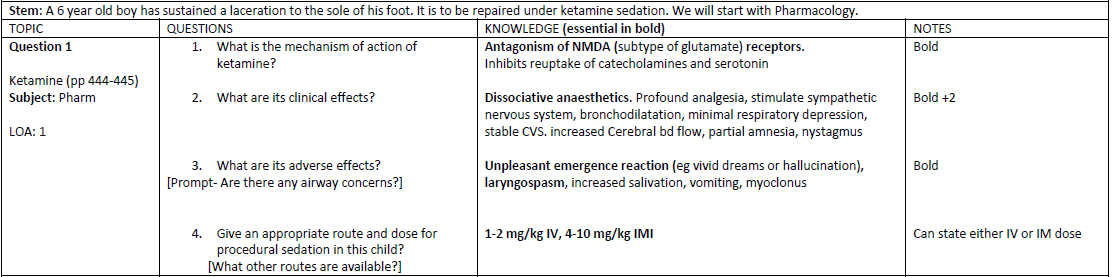 Stem: A 6 year old boy has sustained a laceration to the sole of his foot. It is to be repaired under ketamine sedation. We will start with Pharmacology.
TOPIC
QUESTIONS
KNOWLEDGE (essential in bold)
NOTES
Question 1
Ketamine (pp 444-445)
Subject: Pharm
LOA: 1
1. What is the mechanism of action of
ketamine?
Antagonism of NMDA (subtype of glutamate) receptors.
Inhibits reuptake of catecholamines and serotonin
Bold
2. What are its clinical effects?
Dissociative anaesthetics. Profound analgesia, stimulate sympathetic
nervous system, bronchodilatation, minimal respiratory depression,
stable CVS. increased Cerebral bd flow, partial amnesia, nystagmus
Bold +2
3. What are its adverse effects?
[Prompt- Are there any airway concerns?]
Unpleasant emergence reaction (eg vivid dreams or hallucination),
laryngospasm, increased salivation, vomiting, myoclonus
Bold
4. Give an appropriate route and dose for
procedural sedation in this child?
[What other routes are available?]
1-2 mg/kg IV, 4-10 mg/kg IMI
Can state either IV or IM dose